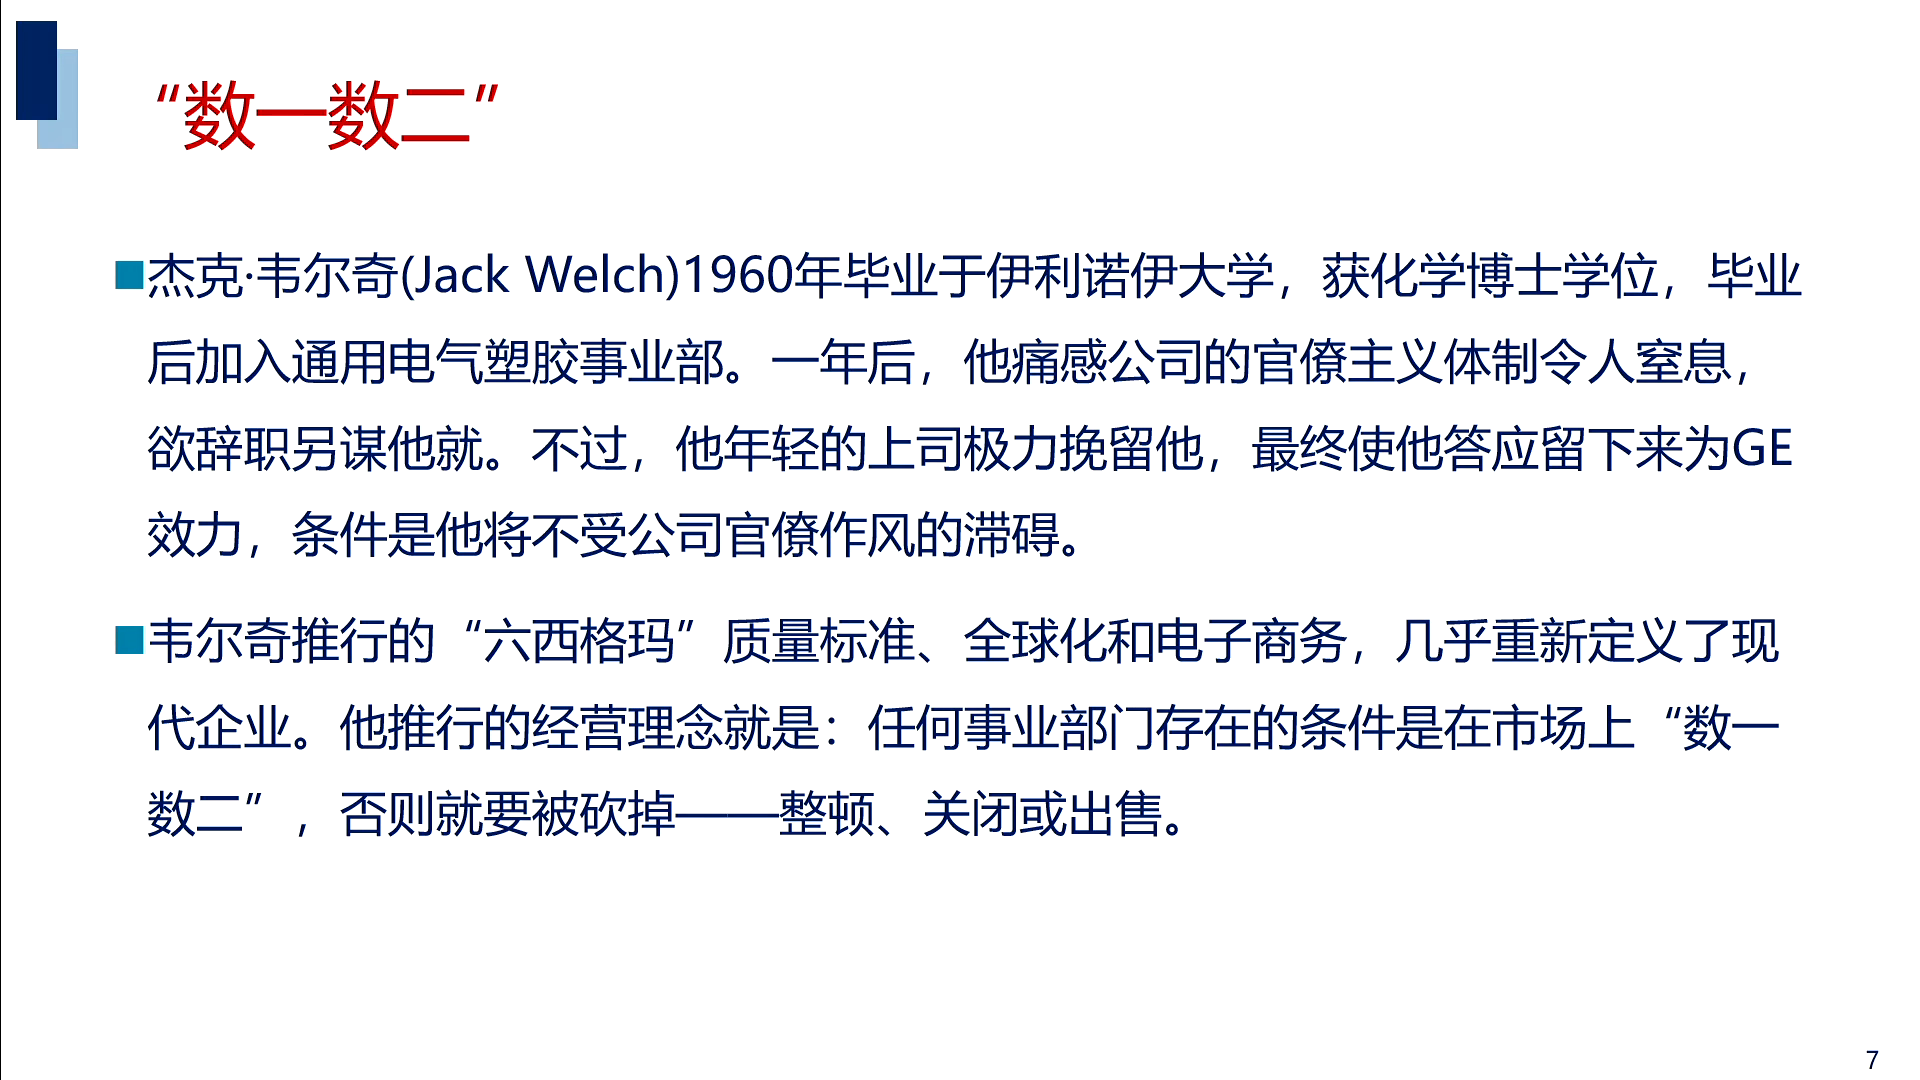 “数一数二”
■杰克·韦尔奇(Jack Welch)1960年毕业于伊利诺伊大学，获化学博士学位，毕业
后加入通用电气塑胶事业部。一年后，他痛感公司的官僚主义体制令人窒息，
欲辞职另谋他就。不过，他年轻的上司极力挽留他，最终使他答应留下来为GE
效力，条件是他将不受公司官僚作风的滞碍。
■韦尔奇推行的“六西格玛”质量标准、全球化和电子商务，几乎重新定义了现
代企业。他推行的经营理念就是：任何事业部门存在的条件是在市场上“数一
数二”，否则就要被砍掉——整顿、关闭或出售。
7